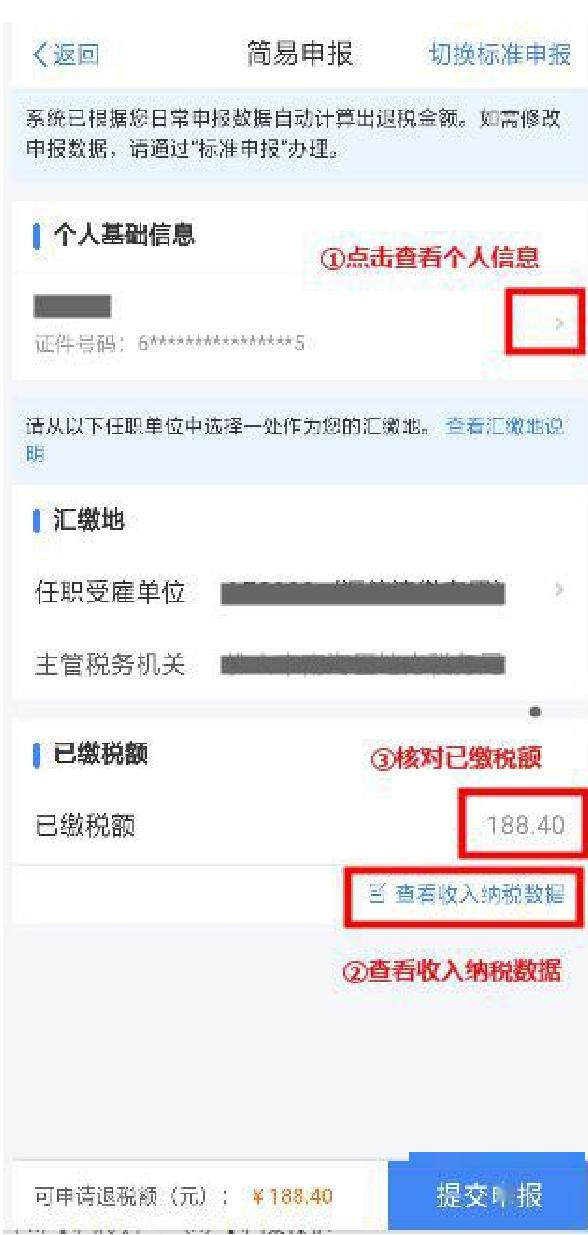 返回 简易申报 切换标准申报
系统已根据您日常申报数据自动计算出退税金额。如需修改
申报数据，请通过“标准申报”办理。
个人基础信息
①点击查看个人信息
证件号码：6****************5
请从以下任职单位中选择一处作为您的汇缴地。 查看汇缴地说
明
汇缴地
任职受雇单位
主管税务机关
已缴税额
③核对已缴税额
已缴税额 188.40
查看收入纳税数据
②查看收入纳税数据
可申请退税额（元）： ¥188.40 提交申报